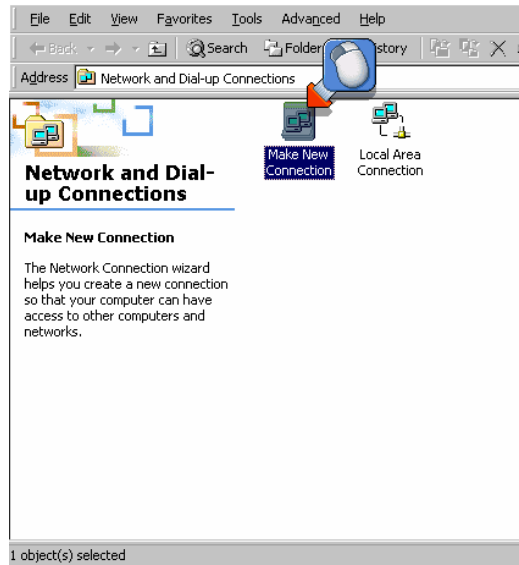 File Edit View Favorites Tools Advanced Help
Back Search Folder story
Address Network and Dial-up Connections
Network and Dial-
up Connections
Make New Connection
The Network Connection wizard
helps you create a new connection
so that your computer can have
access to other computers and
networks.
Make New
Connection
Local Area
Connection
1 object(s) selected